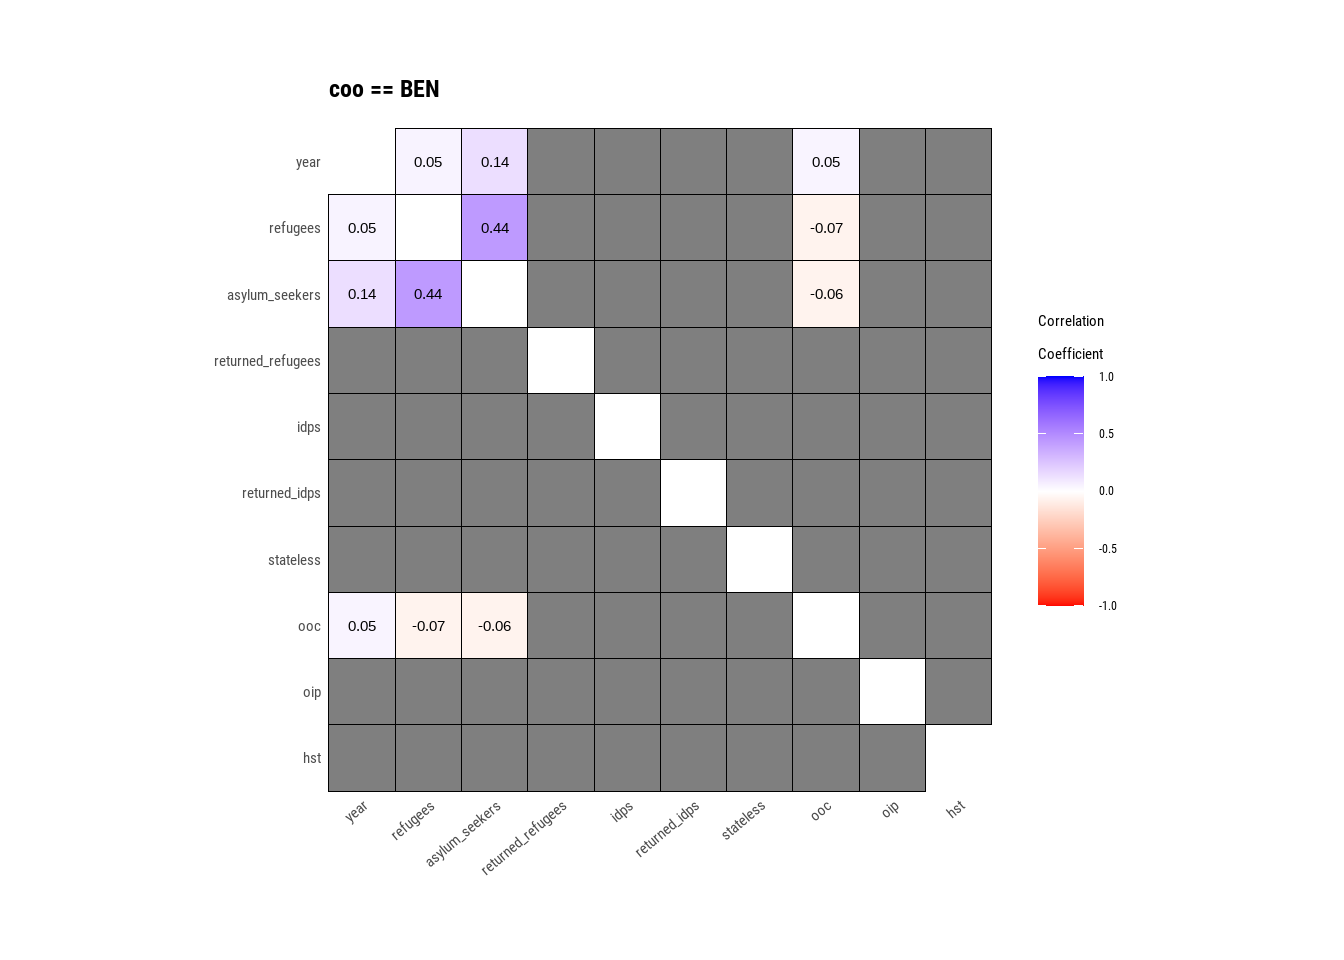 coo == BEN
year 0.05 0.14 0.05
refugees 0.05 0.44 -0.07
asylum_seekers 0.14 0.44 -0.06
returned_refugees
idps
returned_idps
stateless
ooc 0.05 -0.07 -0.06
oip
hst
year refugees asylum_seekers returned_refugees idps returned_idps stateless ooc oip hst
Correlation
Coefficient
1.0
0.5
0.0
-0.5
-1.0